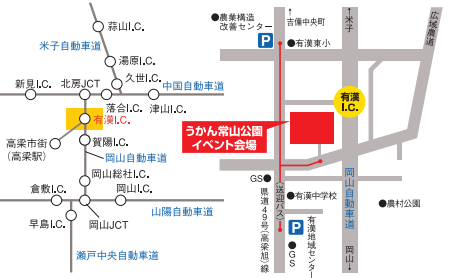 蒜山I.C.
米子自動車道
湯原I.C.
久世I.C.
新見I.C.
北房JCT
中国自動車道
落合I.C.
津山I.C.
有漢I.C.
高梁市街
(高梁駅)
賀陽I.C.
岡山自動車道
岡山総社I.C.
倉敷I.C.
岡山I.C.
山陽自動車道
早島I.C.
岡山JCT
瀬戸中央自動車道
●農業構造
改善センター
P
↑
吉備中央町
●有漢東小
↑米子
広域農道
有漢
I.C.
うかん常山公園
イベント会場
GS●
県道49号(高梁旭)線
(送迎バス)
●有漢中学校
P
有漢地域センター
●GS
岡山自動車道
岡山↓
●農村公園